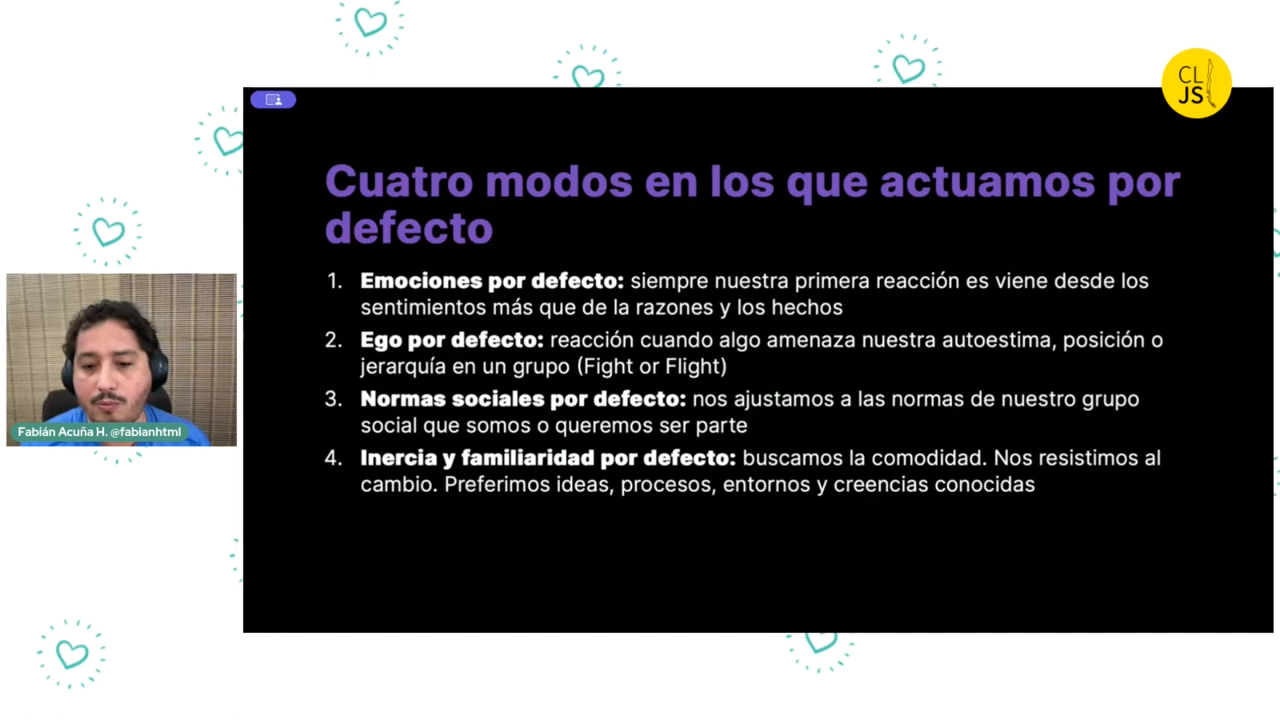 CL
JS
Cuatro modos en los que actuamos por
defecto
1. Emociones por defecto: siempre nuestra primera reacción es viene desde los
sentimientos más que de la razones y los hechos
2. Ego por defecto: reacción cuando algo amenaza nuestra autoestima, posición o
jerarquía en un grupo (Fight or Flight)
3. Normas sociales por defecto: nos ajustamos a las normas de nuestro grupo
social que somos o queremos ser parte
4. Inercia y familiaridad por defecto: buscamos la comodidad. Nos resistimos al
cambio. Preferimos ideas, procesos, entornos y creencias conocidas
Fabián Acuña H. @fabianhtml